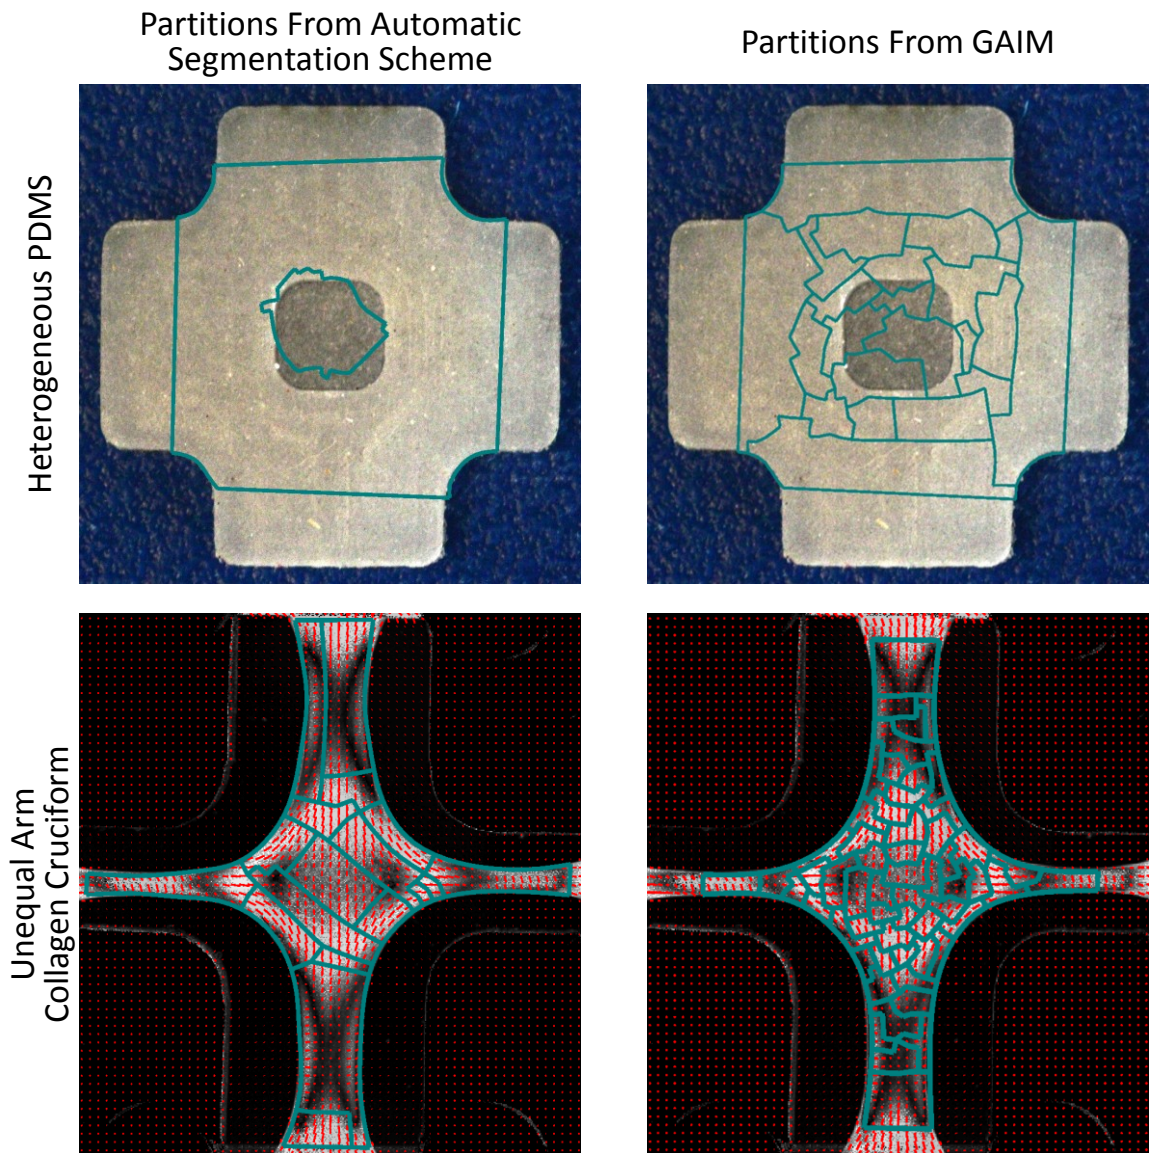 Partitions From Automatic
Segmentation Scheme
Partitions From GAIM
Heterogeneous PDMS
Unequal Arm
Collagen Cruciform